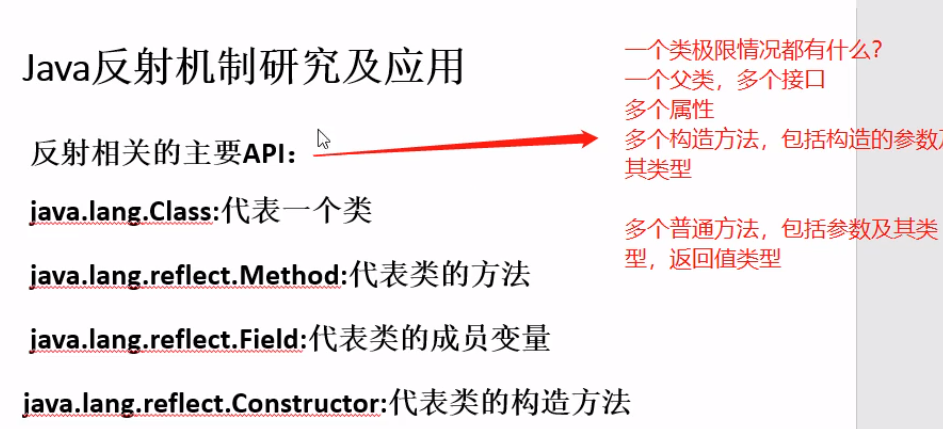 Java反射机制研究及应用
反射相关的主要API：
java.lang.Class:代表一个类
java.lang.reflect.Method:代表类的方法
java.lang.reflect.Field:代表类的成员变量
java.lang.reflect.Constructor:代表类的构造方法
一个类极限情况都有什么？
一个父类，多个接口
多个属性
多个构造方法，包括构造的参数及
其类型
多个普通方法，包括参数及其类
型，返回值类型